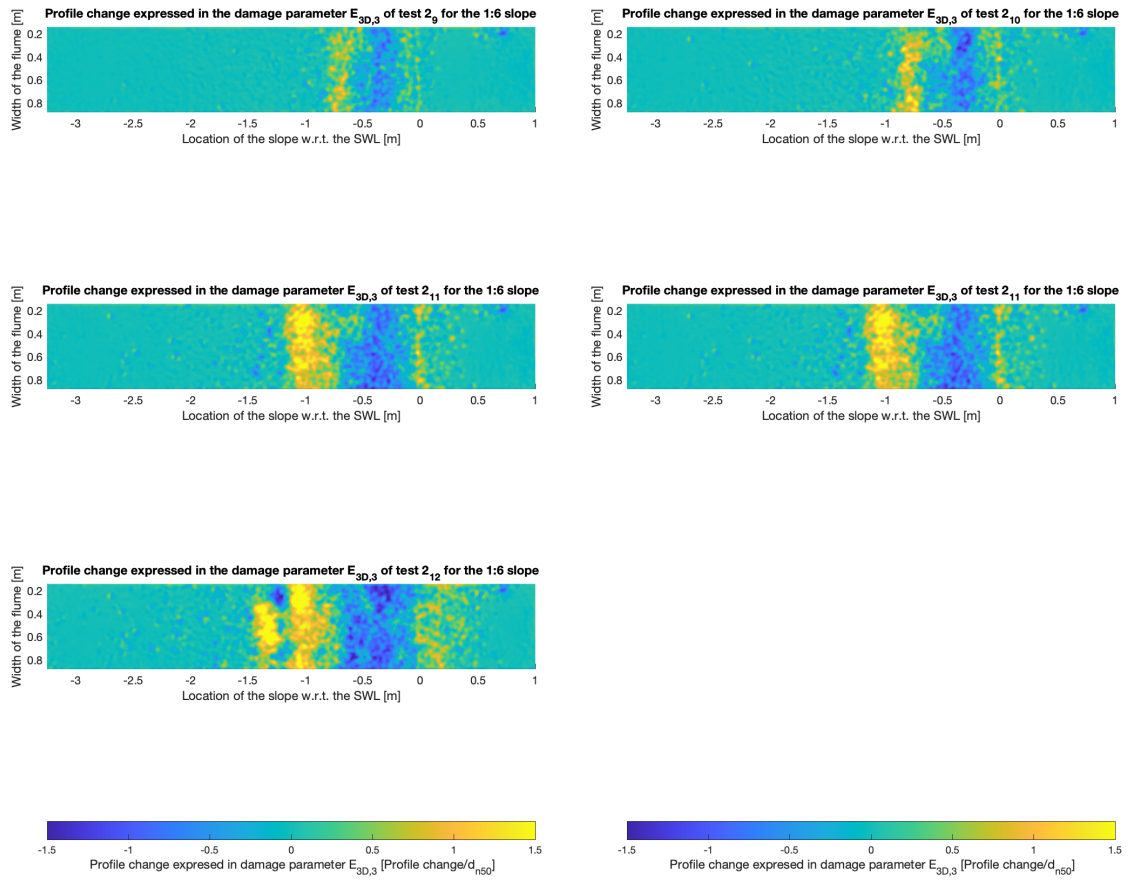 Profile change expressed in the damage parameter E3D,3 of test 29 for the 1:6 slope
Width of the flume [m]
0.2
0.4
0.6
0.8
-3 -2.5 -2 -1.5 -1 -0.5 0 0.5 1
Location of the slope w.r.t. the SWL [m]
Profile change expressed in the damage parameter E3D,3 of test 210 for the 1:6 slope
Width of the flume [m]
0.2
0.4
0.6
0.8
-3 -2.5 -2 -1.5 -1 -0.5 0 0.5 1
Location of the slope w.r.t. the SWL [m]
Profile change expressed in the damage parameter E3D,3 of test 211 for the 1:6 slope
Width of the flume [m]
0.2
0.4
0.6
0.8
-3 -2.5 -2 -1.5 -1 -0.5 0 0.5 1
Location of the slope w.r.t. the SWL [m]
Profile change expressed in the damage parameter E3D,3 of test 211 for the 1:6 slope
Width of the flume [m]
0.2
0.4
0.6
0.8
-3 -2.5 -2 -1.5 -1 -0.5 0 0.5 1
Location of the slope w.r.t. the SWL [m]
Profile change expressed in the damage parameter E3D,3 of test 212 for the 1:6 slope
Width of the flume [m]
0.2
0.4
0.6
0.8
-3 -2.5 -2 -1.5 -1 -0.5 0 0.5 1
Location of the slope w.r.t. the SWL [m]
-1.5 -1 -0.5 0 0.5 1 1.5
Profile change expresed in damage parameter E3D,3 [Profile change/dn50]
-1.5 -1 -0.5 0 0.5 1 1.5
Profile change expresed in damage parameter E3D,3 [Profile change/dn50]